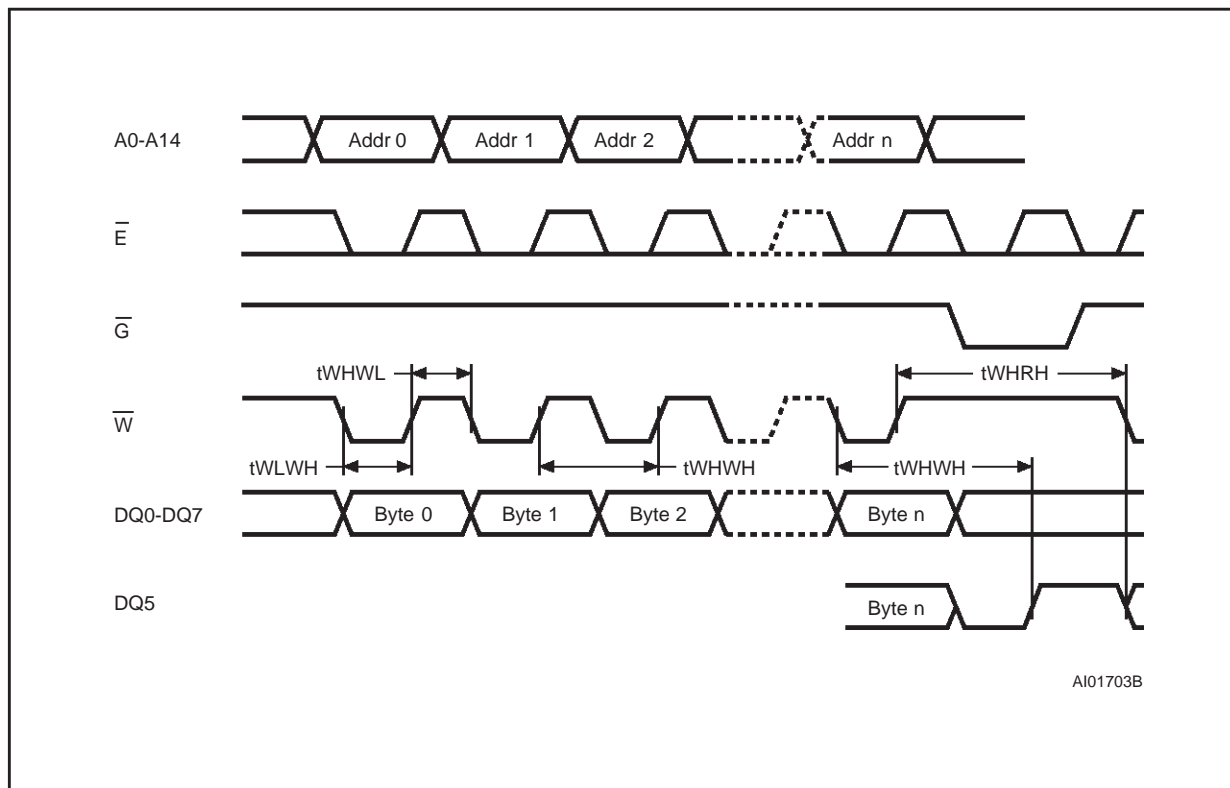 A0-A14 Addr 0 Addr 1 Addr 2 Addr n
E
G
tWHWL tWHRH
W
tWLWH tWHWH tWHWH
DQ0-DQ7 Byte 0 Byte 1 Byte 2 Byte n
DQ5 Byte n
AI01703B